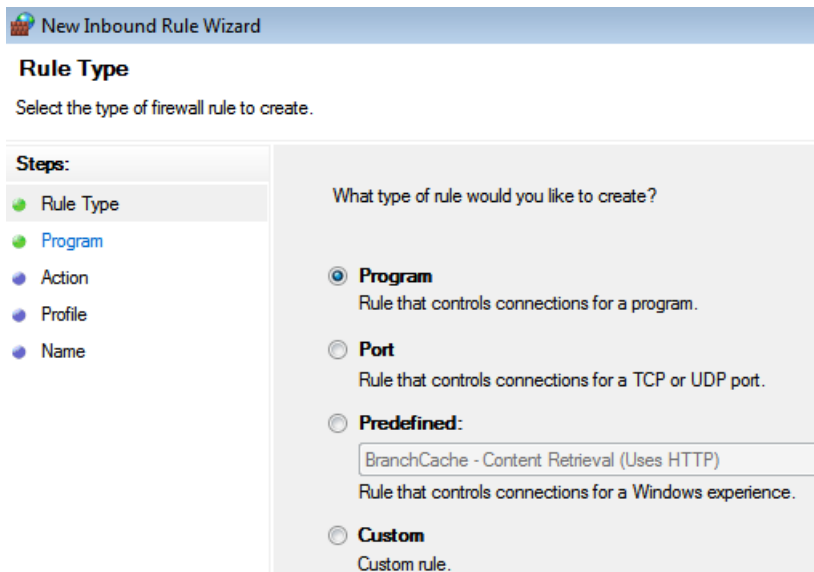 New Inbound Rule Wizard
Rule Type
Select the type of firewall rule to create.
Steps:
Rule Type
Program
Action
Profile
Name
What type of rule would you like to create?
Program
Rule that controls connections for a program.
Port
Rule that controls connections for a TCP or UDP port.
Predefined:
BranchCache - Content Retrieval (Uses HTTP)
Rule that controls connections for a Windows experience.
Custom
Custom rule.